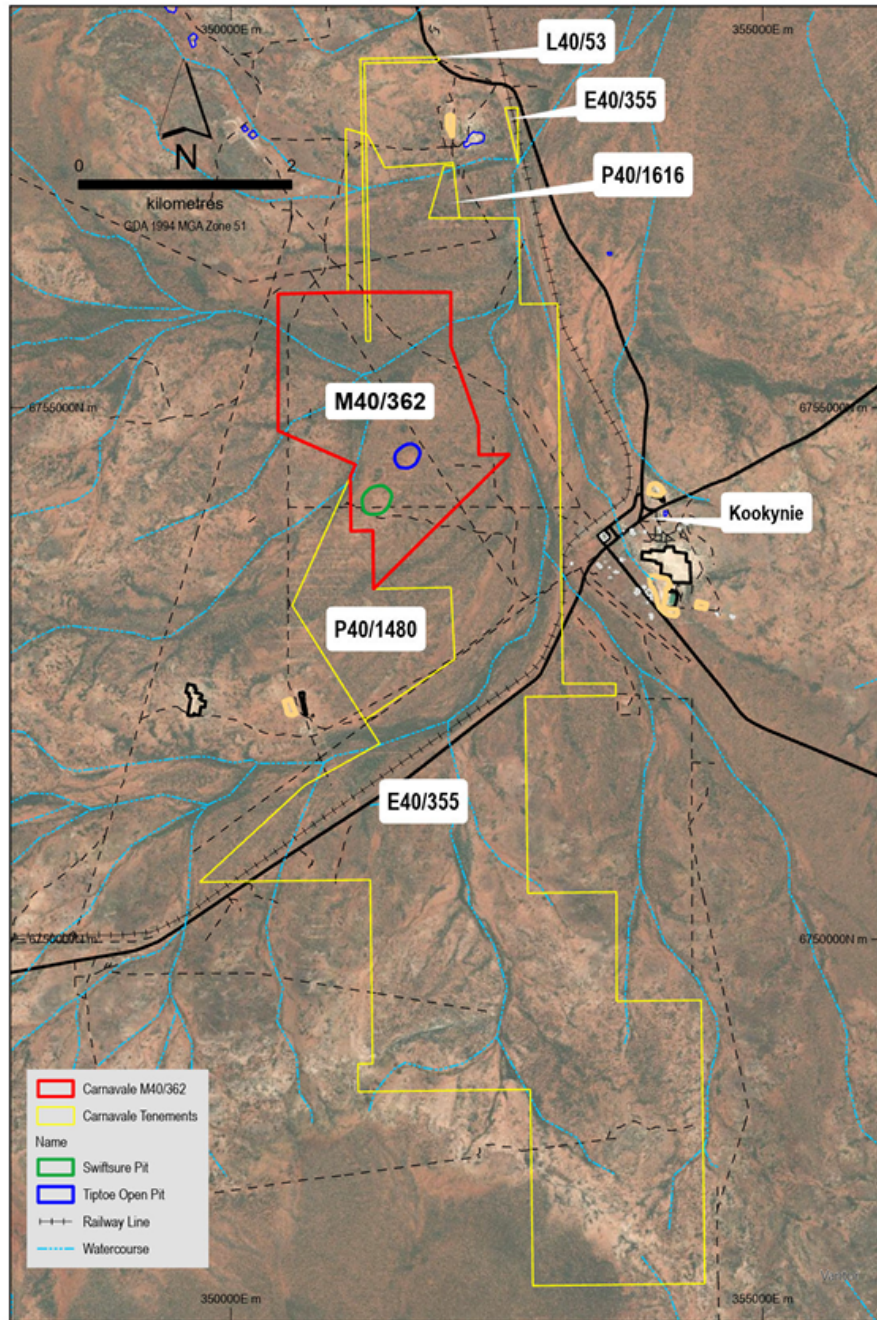 350000E m
355000E m
L40/53
E40/355
P40/1616
N
0
2
kilometres
GDA 1994 MGA Zone 51
M40/362
6755000N m
6755000N m
Kookynie
P40/1480
E40/355
6750000N m
6750000N m
Carnavale M40/362
Carnavale Tenements
Name
Swiftsure Pit
Tiptoe Open Pit
Railway Line
Watercourse
350000E m
355000E m